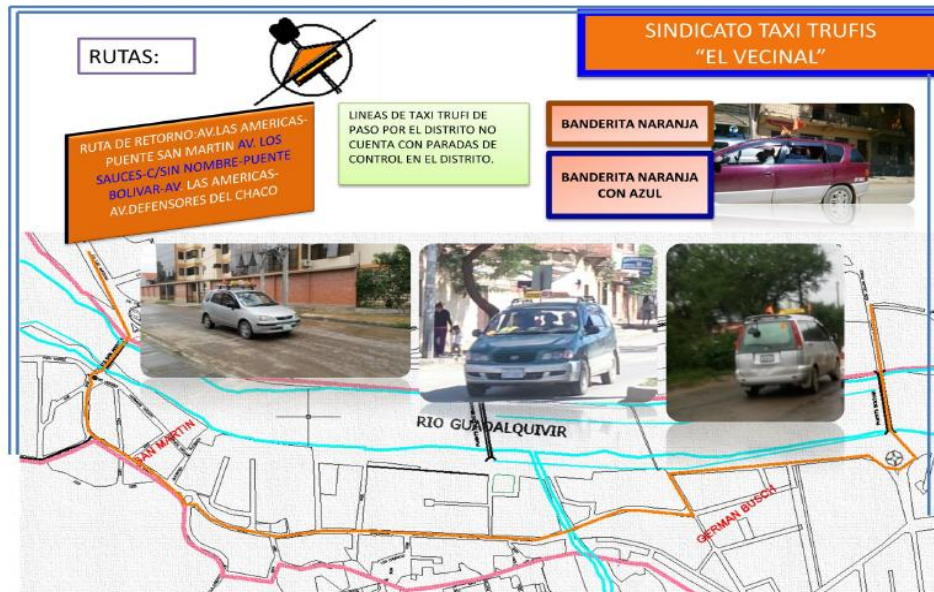 RUTAS:
SINDICATO TAXI TRUFIS
“EL VECINAL”
RUTA DE RETORNO:AV.LAS AMERICAS-
PUENTE SAN MARTIN AV. LOS
SAUCES-C/SIN NOMBRE-PUENTE
BOLIVAR-AV. LAS AMERICAS-
AV.DEFENSORES DEL CHACO
LINEAS DE TAXI TRUFI DE
PASO POR EL DISTRITO NO
CUENTA CON PARADAS DE
CONTROL EN EL DISTRITO.
BANDERITA NARANJA
BANDERITA NARANJA
CON AZUL
RIO GUADALQUIVIR
SAN MARTIN
GERMAN BUSCH